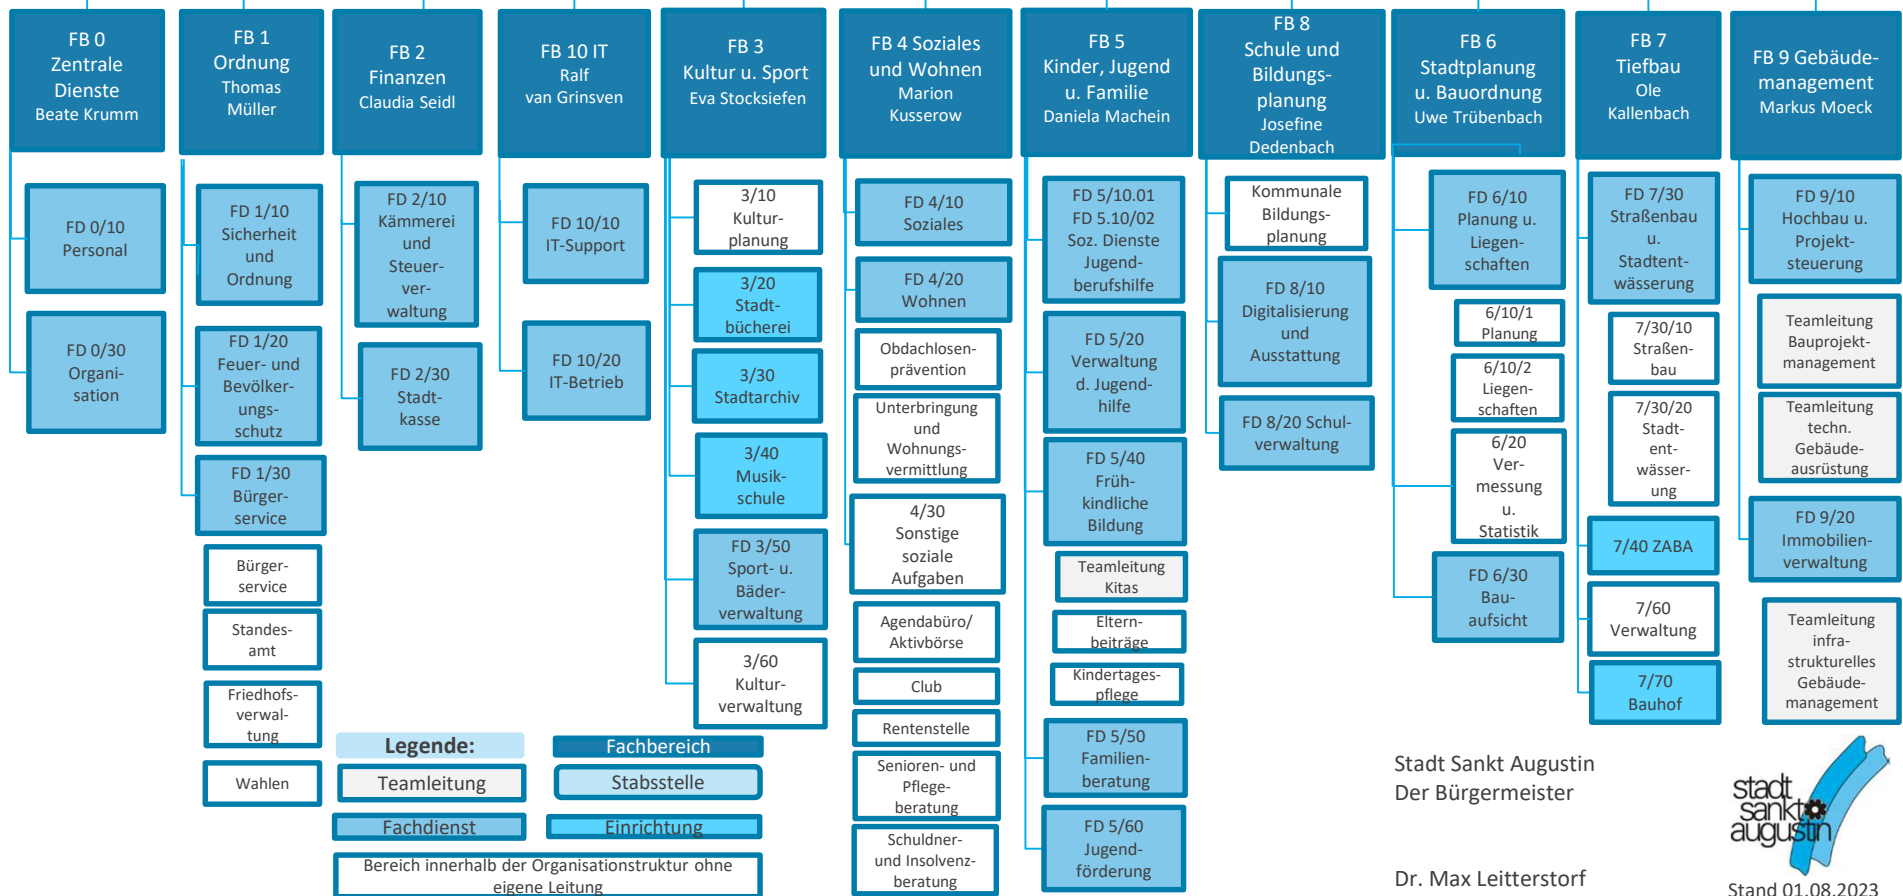 FB 0
Zentrale
Dienste
Beate Krumm
FD 0/10
Personal
FD 0/30
Organi-
sation
FB 1
Ordnung
Thomas
Müller
FD 1/10
Sicherheit
und
Ordnung
FD 1/20
Feuer- und
Bevölker-
ungs-
schutz
FD 1/30
Bürger-
service
Bürger-
service
Standes-
amt
Friedhofs-
verwal-
tung
Wahlen
FB 2
Finanzen
Claudia Seidl
FD 2/10
Kämmerei
und
Steuer-
ver-
waltung
FD 2/30
Stadt-
kasse
FB 10 IT
Ralf
van Grinsven
FD 10/10
IT-Support
FD 10/20
IT-Betrieb
FB 3
Kultur u. Sport
Eva Stocksiefen
3/10
Kultur-
planung
3/20
Stadt-
bücherei
3/30
Stadtarchiv
3/40
Musik-
schule
FD 3/50
Sport- u.
Bäder-
verwaltung
3/60
Kultur-
verwaltung
FB 4 Soziales
und Wohnen
Marion
Kusserow
FD 4/10
Soziales
FD 4/20
Wohnen
Obdachlosen-
prävention
Unterbringung
und
Wohnungs-
vermittlung
4/30
Sonstige
soziale
Aufgaben
Agendabüro/
Aktivbörse
Club
Rentenstelle
Senioren- und
Pflege-
beratung
Schuldner-
und Insolvenz-
beratung
FB 5
Kinder, Jugend
u. Familie
Daniela Machein
FD 5/10.01
FD 5.10/02
Soz. Dienste
Jugend-
berufshilfe
FD 5/20
Verwaltung
d. Jugend-
hilfe
FD 5/40
Früh-
kindliche
Bildung
Teamleitung
Kitas
Eltern-
beiträge
Kindertages-
pflege
FD 5/50
Familien-
beratung
FD 5/60
Jugend-
förderung
FB 8
Schule und
Bildungs-
planung
Josefine
Dedenbach
Kommunale
Bildungs-
planung
FD 8/10
Digitalisierung
und
Ausstattung
FD 8/20 Schul-
verwaltung
FB 6
Stadtplanung
u. Bauordnung
Uwe Trübenbach
FD 6/10
Planung u.
Liegen-
schaften
6/10/1
Planung
6/10/2
Liegen-
schaften
6/20
Ver-
messung
u.
Statistik
FD 6/30
Bau-
aufsicht
FB 7
Tiefbau
Ole
Kallenbach
FD 7/30
Straßenbau
u.
Stadtent-
wässerung
7/30/10
Straßen-
bau
7/30/20
Stadt-
ent-
wässer-
ung
7/40 ZABA
7/60
Verwaltung
7/70
Bauhof
FB 9 Gebäude-
management
Markus Moeck
FD 9/10
Hochbau u.
Projekt-
steuerung
Teamleitung
Bauprojekt-
management
Teamleitung
techn.
Gebäude-
ausrüstung
FD 9/20
Immobilien-
verwaltung
Teamleitung
infra-
strukturelles
Gebäude-
management
Legende:
Fachbereich
Teamleitung
Stabsstelle
Fachdienst
Einrichtung
Bereich innerhalb der Organisationstruktur ohne
eigene Leitung
Stadt Sankt Augustin
Der Bürgermeister
Dr. Max Leitterstorf
stadt
sankt
augustin
Stand 01.08.2023